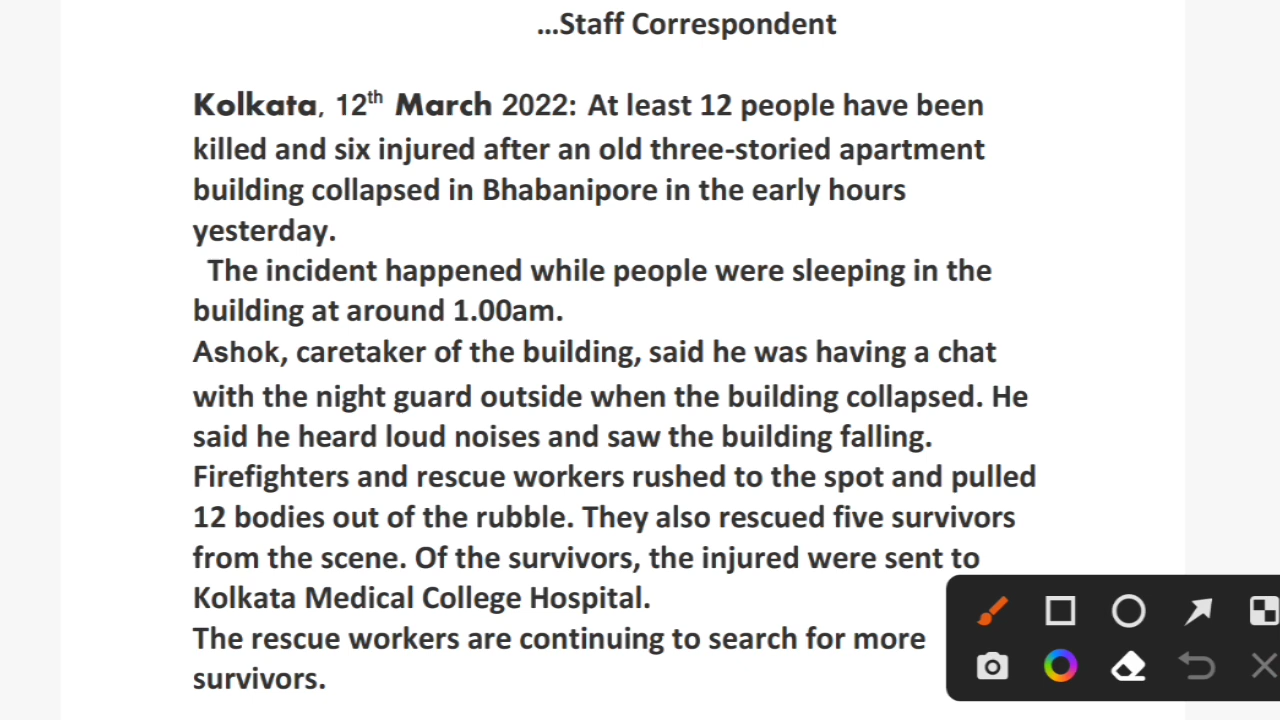 ...Staff Correspondent
Kolkata, 12th March 2022: At least 12 people have been
killed and six injured after an old three-storied apartment
building collapsed in Bhabanipore in the early hours
yesterday.
The incident happened while people were sleeping in the
building at around 1.00am.
Ashok, caretaker of the building, said he was having a chat
with the night guard outside when the building collapsed. He
said he heard loud noises and saw the building falling.
Firefighters and rescue workers rushed to the spot and pulled
12 bodies out of the rubble. They also rescued five survivors
from the scene. Of the survivors, the injured were sent to
Kolkata Medical College Hospital.
The rescue workers are continuing to search for more
survivors.